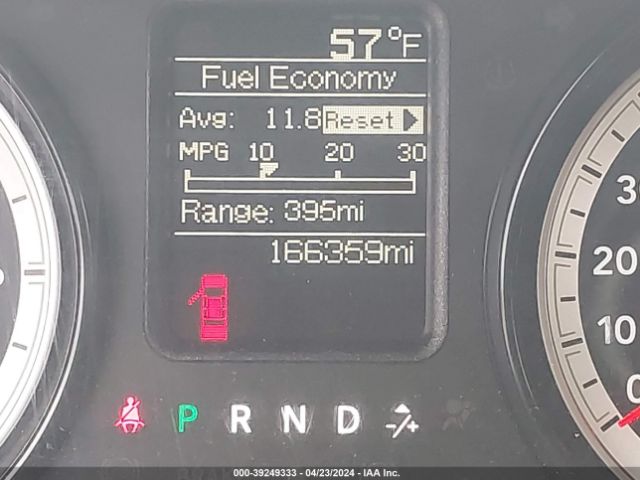 57°F
Fuel Economy
Avg: 11.8 Reset
MPG 10 20 30
Range: 395mi
166359mi
30
20
10
0
P R N D -/+
000-39249333 - 04/23/2024 - IAA Inc.